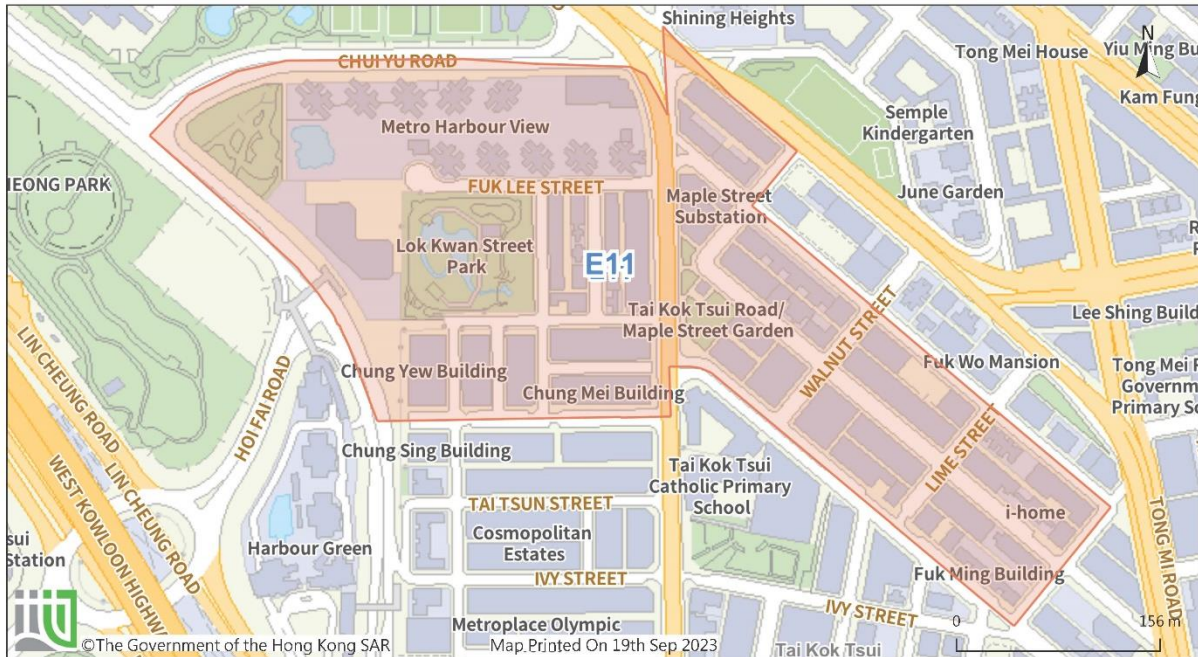 Shining Heights
N
Tong Mei House
Yiu Ming Bu
CHUI YU ROAD
Kam Fung
Semple
Kindergarten
Metro Harbour View
HEONG PARK
FUK LEE STREET
Maple Street
Substation
June Garden
Lok Kwan Street
Park
E11
Tai Kok Tsui Road/
Maple Street Garden
WALNUT STREET
Lee Shing Build
LIN CHEUNG ROAD
HOI FAI ROAD
Chung Yew Building
Chung Mei Building
Fuk Wo Mansion
Tong Mei R
Government
Primary Sc
LIN CHEUNG ROAD
WEST KOWLOON HIGHWA
Chung Sing Building
Tai Kok Tsui
Catholic Primary
School
LIME STREET
TAI TSUN STREET
i-home
TONG MI ROAD
sui
Station
Harbour Green
Cosmopolitan
Estates
IVY STREET
Fuk Ming Building
IVY STREET
0 156 m
Metroplace Olympic
©The Government of the Hong Kong SAR
Map Printed On 19th Sep 2023
Tai Kok Tsui